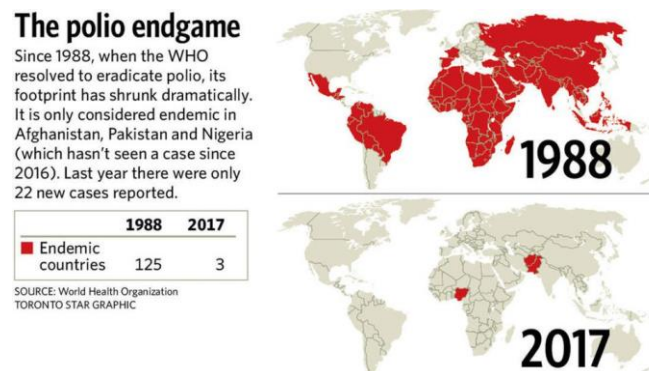 The polio endgame
Since 1988, when the WHO
resolved to eradicate polio, its
footprint has shrunk dramatically.
It is only considered endemic in
Afghanistan, Pakistan and Nigeria
(which hasn't seen a case since
2016). Last year there were only
22 new cases reported.
1988 2017
Endemic
countries 125 3
SOURCE: World Health Organization
TORONTO STAR GRAPHIC
1988
2017